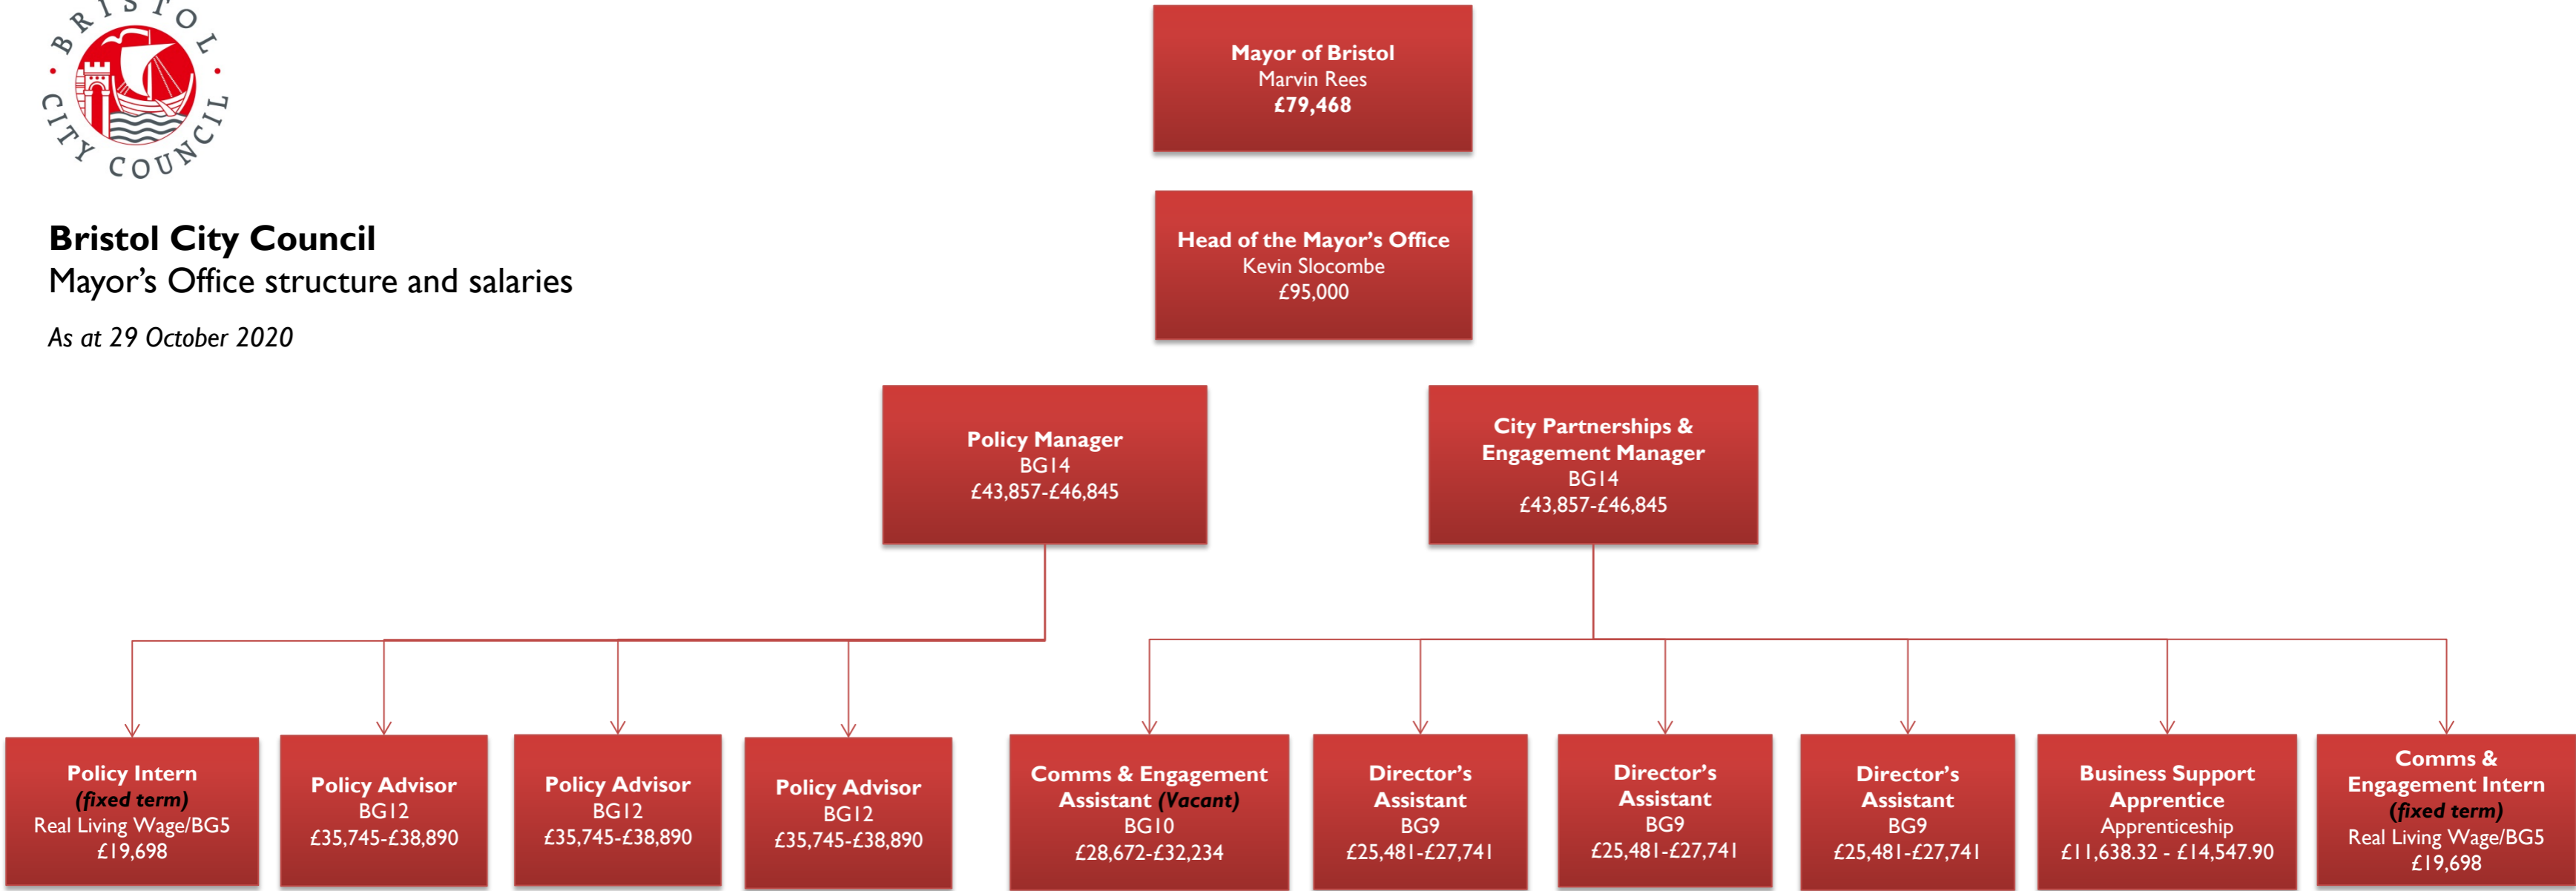 BRISTOL
CITY COUNCIL
Bristol City Council
Mayor’s Office structure and salaries
As at 29 October 2020
Mayor of Bristol
Marvin Rees
£79,468
Head of the Mayor’s Office
Kevin Slocombe
£95,000
Policy Manager
BG14
£43,857-£46,845
City Partnerships &
Engagement Manager
BG14
£43,857-£46,845
Policy Intern
(fixed term)
Real Living Wage/BG5
£19,698
Policy Advisor
BG12
£35,745-£38,890
Policy Advisor
BG12
£35,745-£38,890
Policy Advisor
BG12
£35,745-£38,890
Comms & Engagement
Assistant (Vacant)
BG10
£28,672-£32,234
Director’s
Assistant
BG9
£25,481-£27,741
Director’s
Assistant
BG9
£25,481-£27,741
Director’s
Assistant
BG9
£25,481-£27,741
Business Support
Apprentice
Apprenticeship
£11,638.32 - £14,547.90
Comms &
Engagement Intern
(fixed term)
Real Living Wage/BG5
£19,698